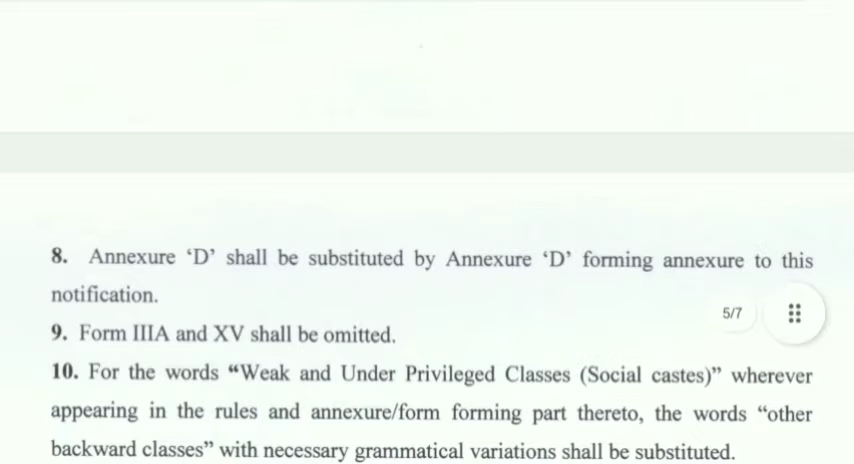 8. Annexure ‘D’ shall be substituted by Annexure ‘D’ forming annexure to this
notification.
5/7
9. Form IIIA and XV shall be omitted.
10. For the words “Weak and Under Privileged Classes (Social castes)” wherever
appearing in the rules and annexure/form forming part thereto, the words “other
backward classes” with necessary grammatical variations shall be substituted.